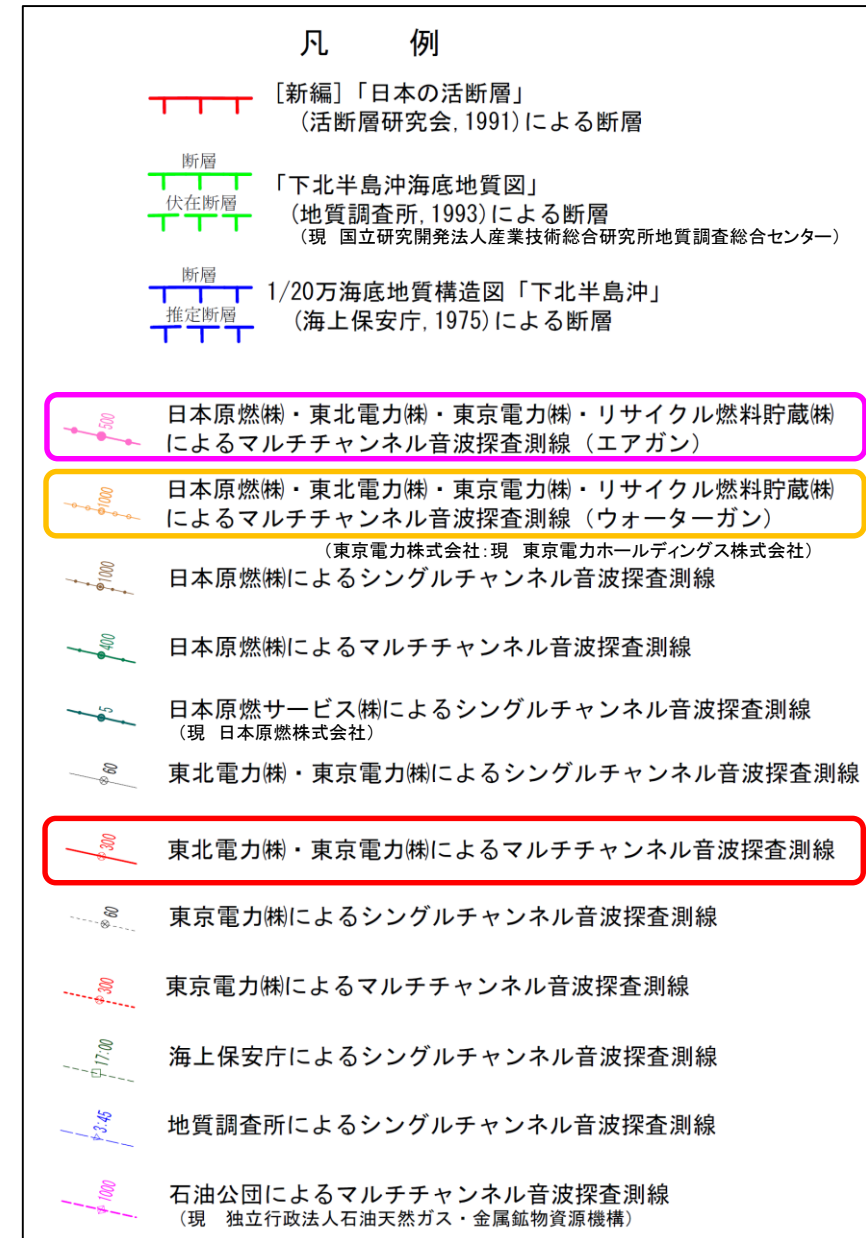 凡　例
[新編]「日本の活断層」
(活断層研究会, 1991)による断層
断層
伏在断層
「下北半島沖海底地質図」
(地質調査所, 1993)による断層
(現　国立研究開発法人産業技術総合研究所地質調査総合センター)
断層
推定断層
1/20万海底地質構造図「下北半島沖」
(海上保安庁, 1975)による断層
500
日本原燃㈱・東北電力㈱・東京電力㈱・リサイクル燃料貯蔵㈱
によるマルチチャンネル音波探査測線（エアガン）
1000
日本原燃㈱・東北電力㈱・東京電力㈱・リサイクル燃料貯蔵㈱
によるマルチチャンネル音波探査測線（ウォーターガン）
(東京電力株式会社:現　東京電力ホールディングス株式会社)
1000
日本原燃㈱によるシングルチャンネル音波探査測線
400
日本原燃㈱によるマルチチャンネル音波探査測線
5
日本原燃サービス㈱によるシングルチャンネル音波探査測線
(現　日本原燃株式会社)
60
東北電力㈱・東京電力㈱によるシングルチャンネル音波探査測線
300
東北電力㈱・東京電力㈱によるマルチチャンネル音波探査測線
60
東京電力㈱によるシングルチャンネル音波探査測線
300
東京電力㈱によるマルチチャンネル音波探査測線
17:00
海上保安庁によるシングルチャンネル音波探査測線
3:45
地質調査所によるシングルチャンネル音波探査測線
1000
石油公団によるマルチチャンネル音波探査測線
(現　独立行政法人石油天然ガス・金属鉱物資源機構)